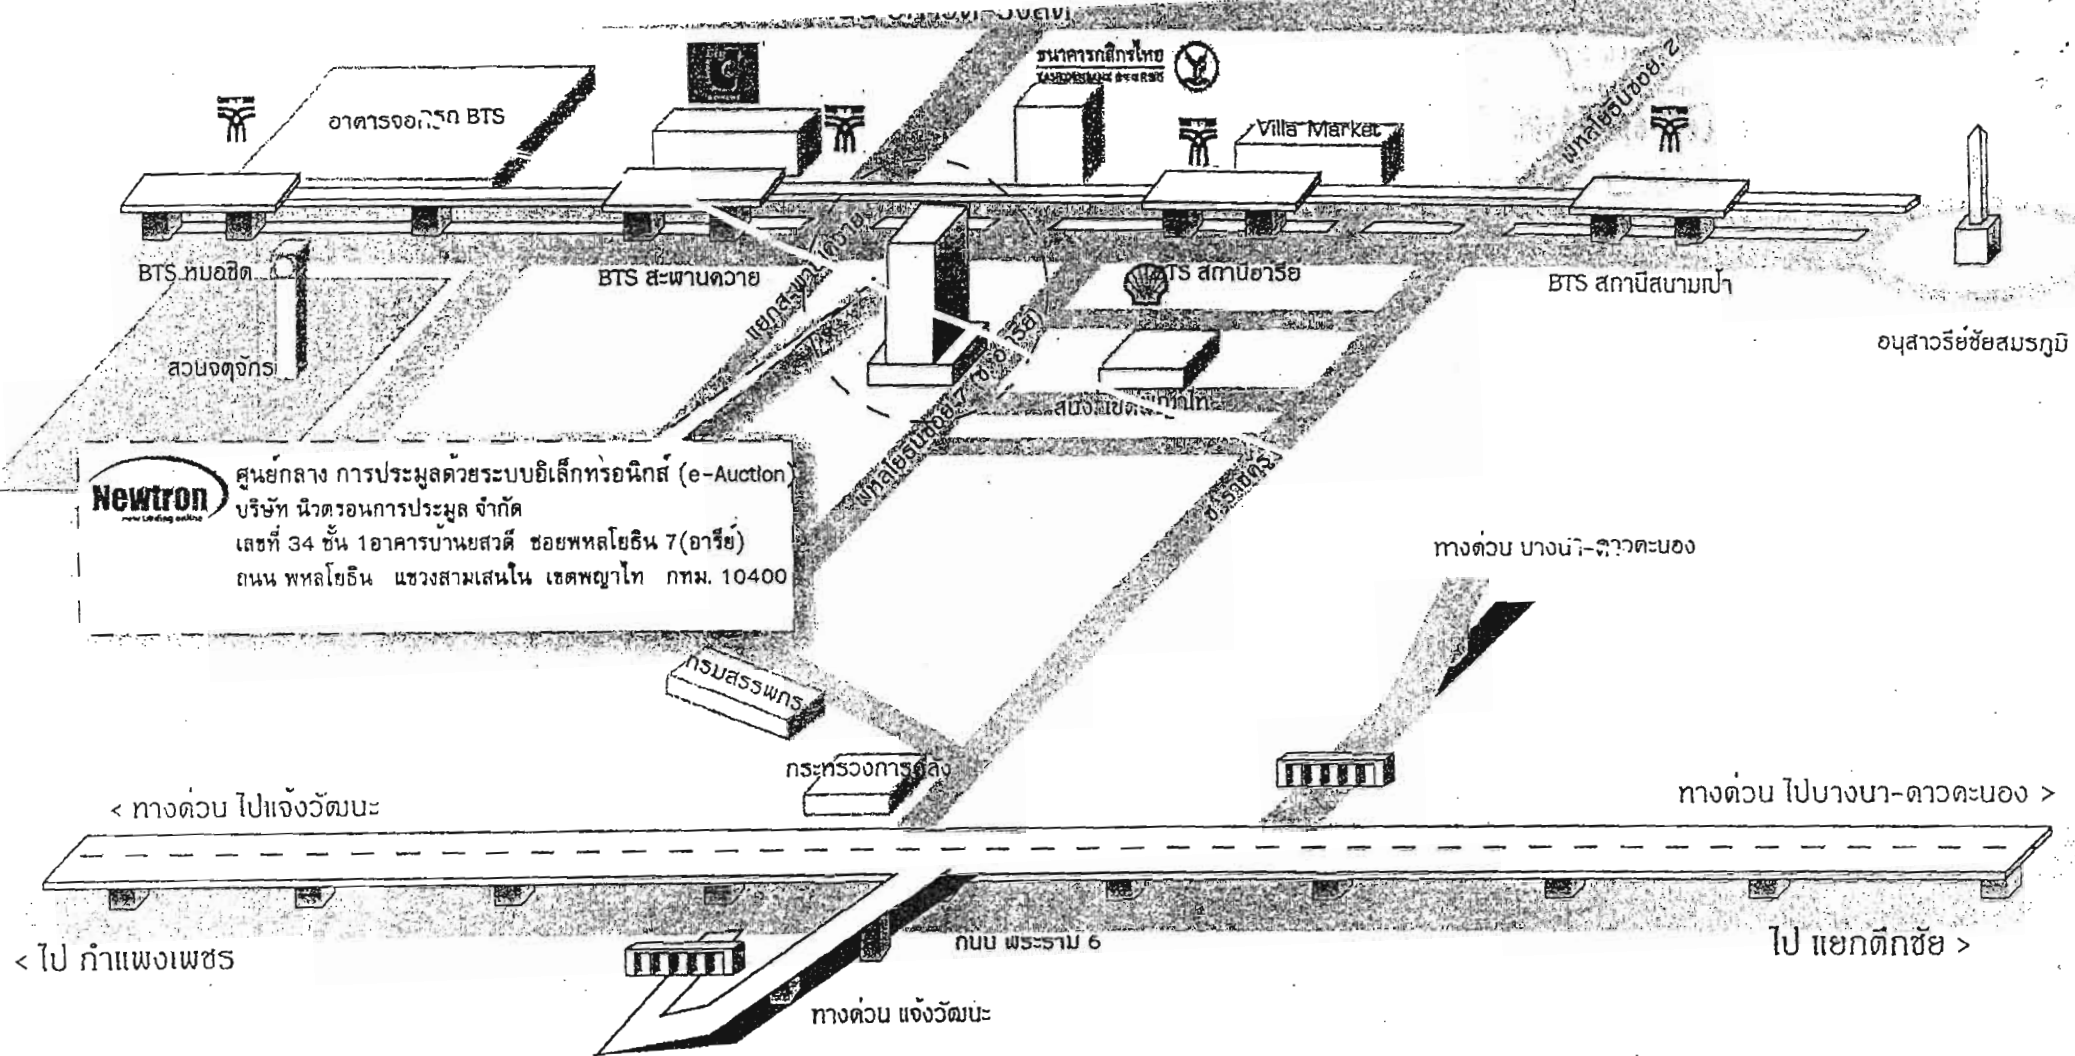 ธนาคารกสิกรไทย
พหลโยธินซอย. 2
อาคารจอดรถ BTS
Villa Market
BTS หมอชิต
BTS สะพานควาย
แยกสะพานควาย
BTS สถานีอารีย
BTS สถานีสนามเป้า
อนุสาวรีย์ชัยสมรภูมิ
สวนจตุจักร
พหลโยธินซอย 7 (ซ. อารีย์)
ซ. ราชครู
Newtron
ศูนย์กลาง การประมูลด้วยระบบอิเล็กทรอนิกส์ (e-Auction)
บริษัท นิวตรอนการประมูล จำกัด
เลขที่ 34 ชั้น 1อาคารบ้านยสวดี ซอยพหลโยธิน 7(อารีย์)
ถนน พหลโยธิน แขวงสามเสนใน เขตพญาไท กทม. 10400
ทางด่วน บางนา-ดาวคะนอง
กรมสรรพกร
กระทรวงการคลัง
< ทางด่วน ไปแจ้งวัฒนะ
ทางด่วน ไปบางนา-ดาวคะนอง >
ถนน พระราม 6
< ไป กำแพงเพชร
ไป แยกตึกชัย >
ทางด่วน แจ้งวัฒนะ